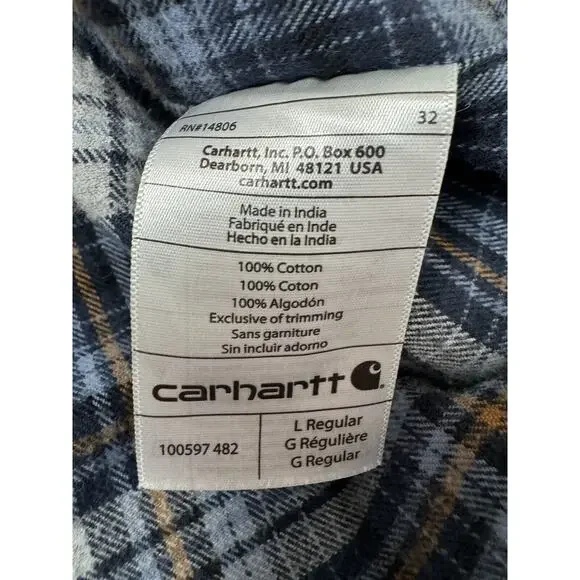 RN#14806
32
Carhartt, Inc. P.O. Box 600
Dearborn, MI 48121 USA
carhartt.com
Made in India
Fabriqué en Inde
Hecho en la India
100% Cotton
100% Coton
100% Algodón
Exclusive of trimming
Sans garniture
Sin incluir adorno
carhartt
100597 482
L Regular
G Régulière
G Regular